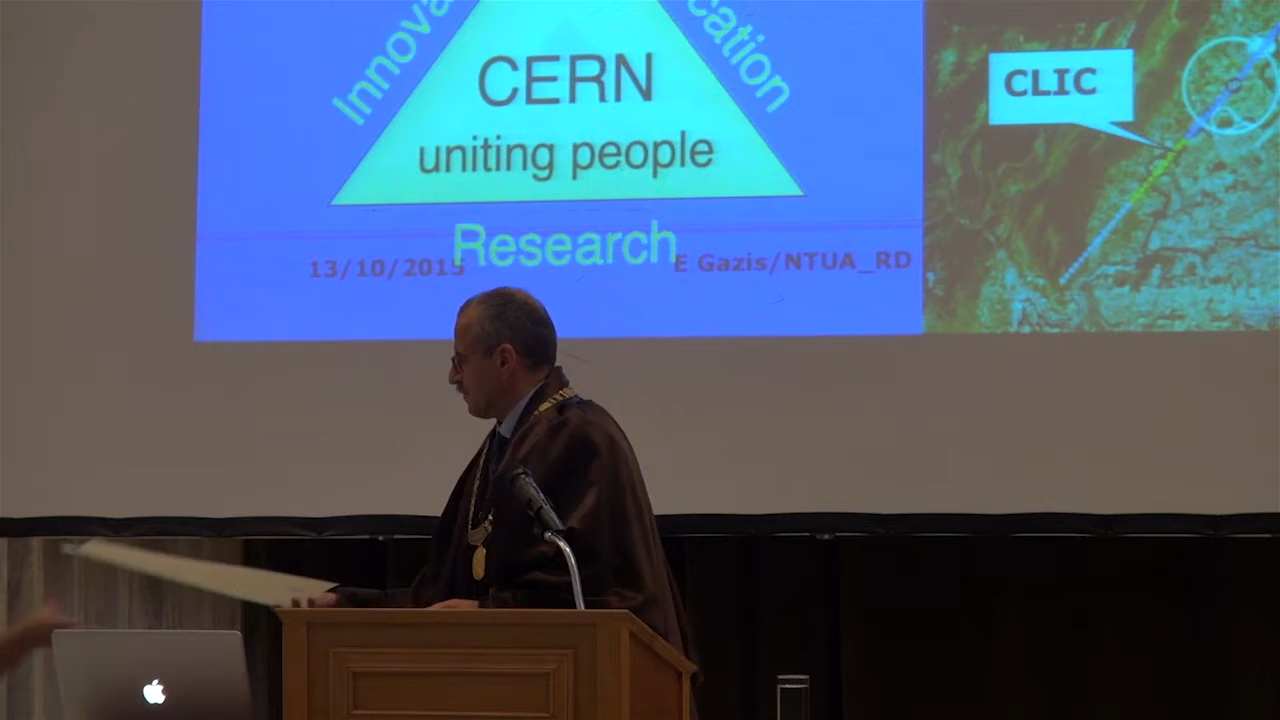 CERN
uniting people
Research
13/10/2015
E Gazis/NTUA_RD
CLIC